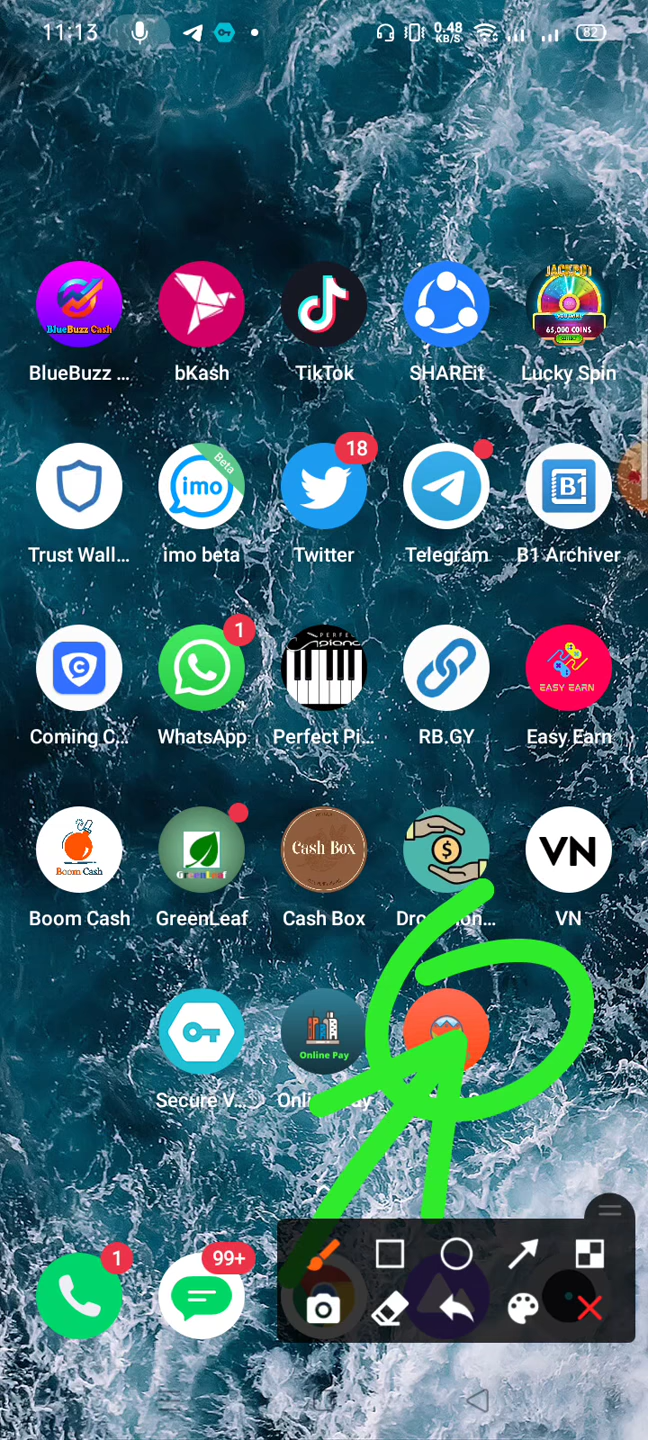 11:13 0.48 KB/S 82
BlueBuzz Cash
JACKPOT
65,000 COINS
BlueBuzz ... bKash TikTok SHAREit Lucky Spin
Beta 18
imo B1
Trust Wall... imo beta Twitter Telegram B1 Archiver
1
C
EASY EARN
Coming C... WhatsApp Perfect Pi... RB.GY Easy Earn
Boom Cash GreenLeaf Cash Box $ VN
Boom Cash GreenLeaf Cash Box VN
Online Pay
Secure V...
1 99+